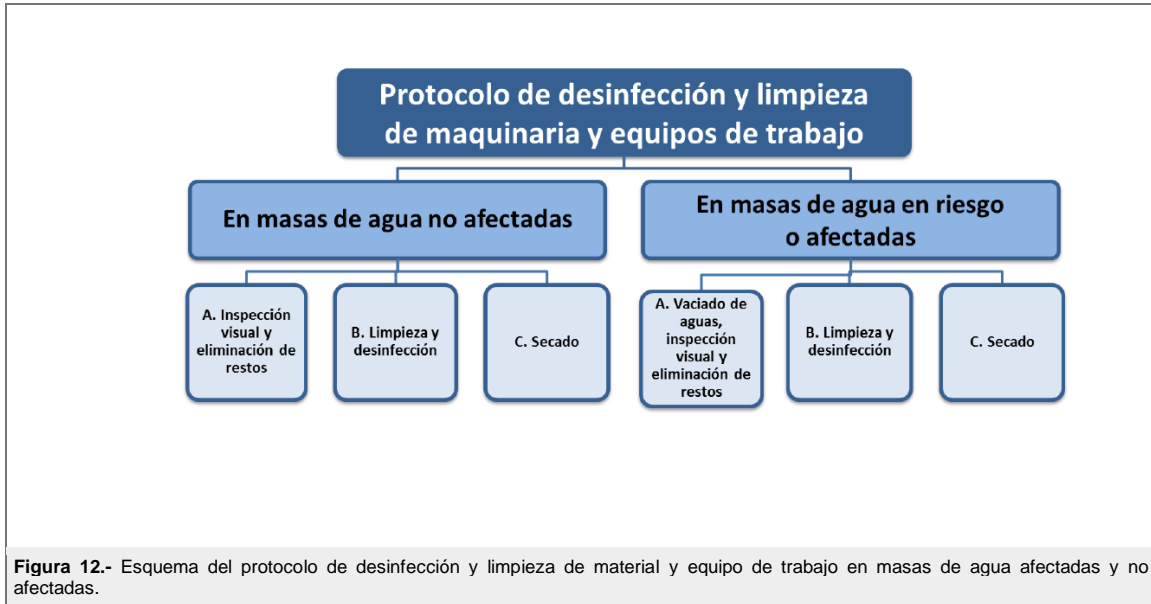 Protocolo de desinfección y limpieza
de maquinaria y equipos de trabajo
En masas de agua no afectadas
En masas de agua en riesgo
o afectadas
A. Inspección
visual y
eliminación de
restos
B. Limpieza y
desinfección
C. Secado
A. Vaciado de
aguas,
inspección
visual y
eliminación de
restos
B. Limpieza y
desinfección
C. Secado
Figura 12.- Esquema del protocolo de desinfección y limpieza de material y equipo de trabajo en masas de agua afectadas y no
afectadas.